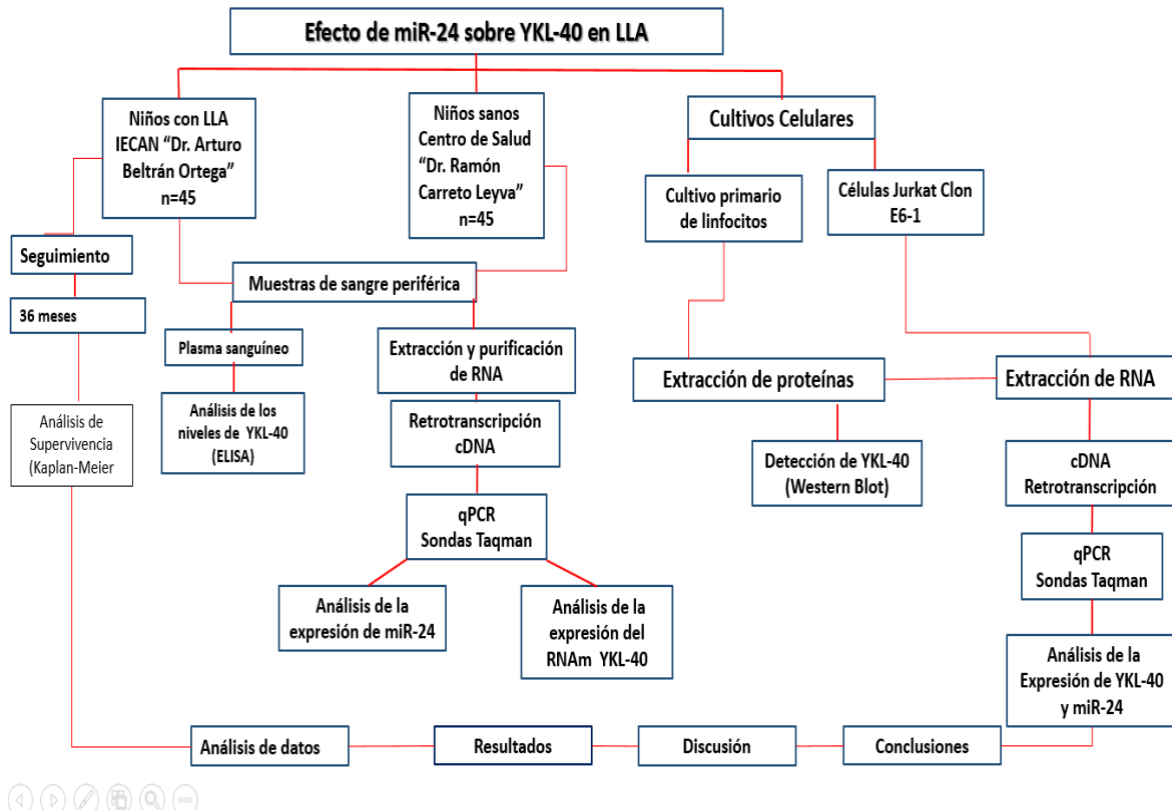 Efecto de miR-24 sobre YKL-40 en LLA
Niños con LLA
IECAN “Dr. Arturo
Beltrán Ortega”
n=45
Niños sanos
Centro de Salud
“Dr. Ramón
Carreto Leyva”
n=45
Cultivos Celulares
Cultivo primario
de linfocitos
Células Jurkat Clon
E6-1
Seguimiento
36 meses
Muestras de sangre periférica
Plasma sanguíneo
Extracción y purificación
de RNA
Extracción de proteínas
Extracción de RNA
Análisis de
Supervivencia
(Kaplan-Meier
Análisis de los
niveles de YKL-40
(ELISA)
Retrotranscripción
cDNA
Detección de YKL-40
(Western Blot)
cDNA
Retrotranscripción
qPCR
Sondas Taqman
qPCR
Sondas Taqman
Análisis de la
expresión de miR-24
Análisis de la
expresión del
RNAm YKL-40
Análisis de la
Expresión de YKL-40
y miR-24
Análisis de datos
Resultados
Discusión
Conclusiones